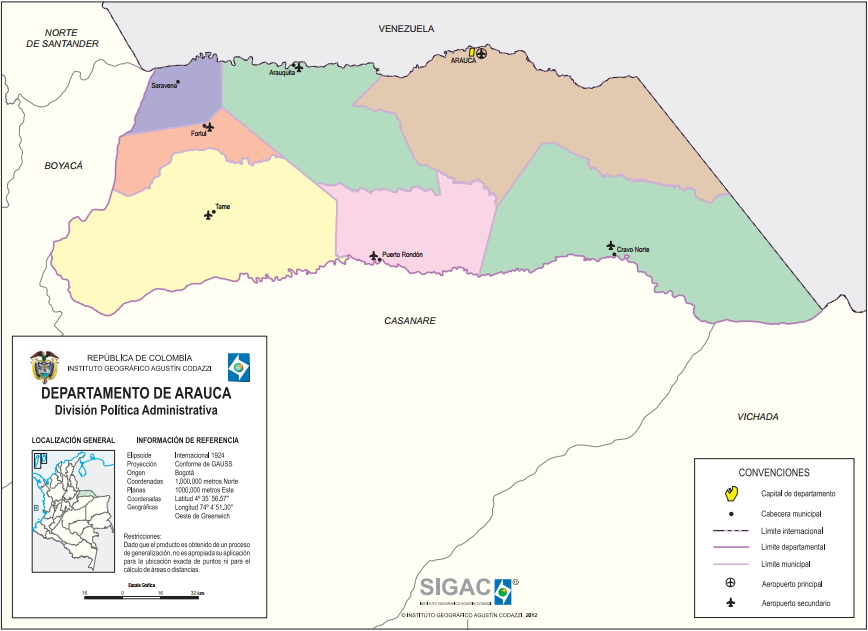 VENEZUELA
NORTE
DE SANTANDER
ARAUCA
Arauquita
Saravena
Fortul
BOYACÁ
Tame
Cravo Norte
Puerto Rondón
CASANARE
VICHADA
REPÚBLICA DE COLOMBIA
INSTITUTO GEOGRÁFICO AGUSTÍN CODAZZI
DEPARTAMENTO DE ARAUCA
División Política Administrativa
LOCALIZACIÓN GENERAL
INFORMACIÓN DE REFERENCIA
Elipsoide Internacional 1924
Proyección Conforme de GAUSS
Origen Bogotá
Coordenadas 1,000,000 metros Norte
Planas 1000,000 metros Este
Coordenadas Latitud 4° 35' 56,57"
Geográficas Longitud 74° 4' 51,30"
Oeste de Greenwich
Restricciones:
Dado que el producto es obtenido de un proceso
de generalización, no es apropiada su aplicación
para la ubicación exacta de puntos ni para el
cálculo de áreas o distancias.
Escala Gráfica
16 0 16 32 km
CONVENCIONES
Capital de departamento
Cabecera municipal
Límite internacional
Límite departamental
Límite municipal
Aeropuerto principal
Aeropuerto secundario
SIGAC
INSTITUTO GEOGRÁFICO AGUSTÍN CODAZZI
© INSTITUTO GEOGRÁFICO AGUSTÍN CODAZZI, 2012